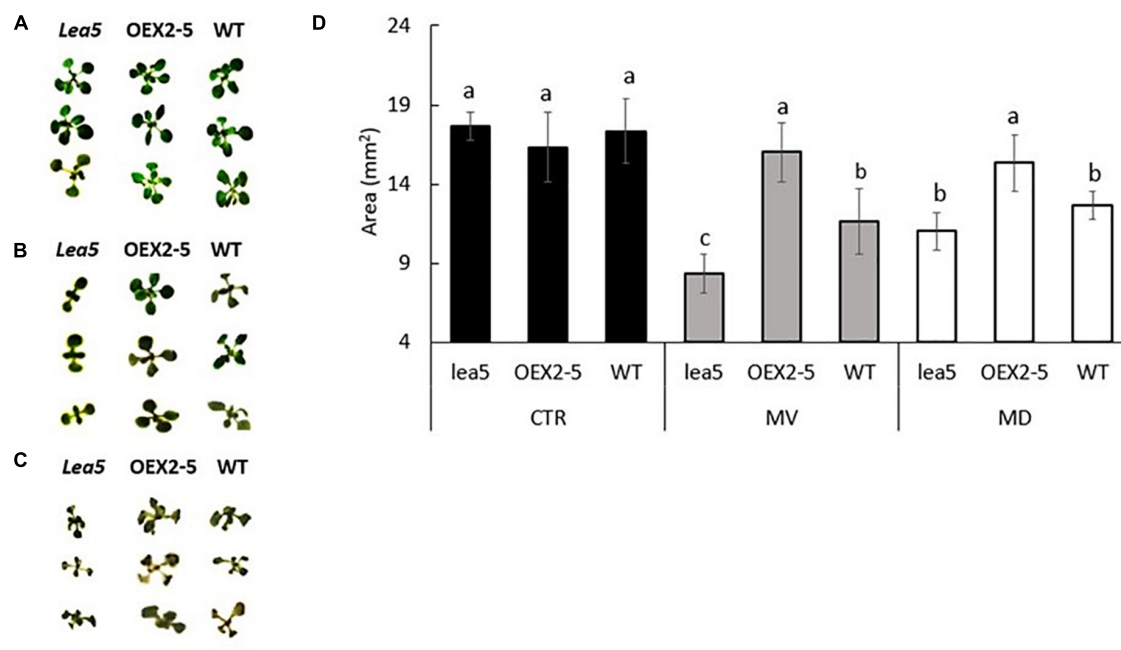 A
Lea5 OEX2-5 WT
B
Lea5 OEX2-5 WT
C
Lea5 OEX2-5 WT
D
24
19
14
9
4
Area (mm²)
a a a c a b b a b
lea5 OEX2-5 WT lea5 OEX2-5 WT lea5 OEX2-5 WT
CTR MV MD